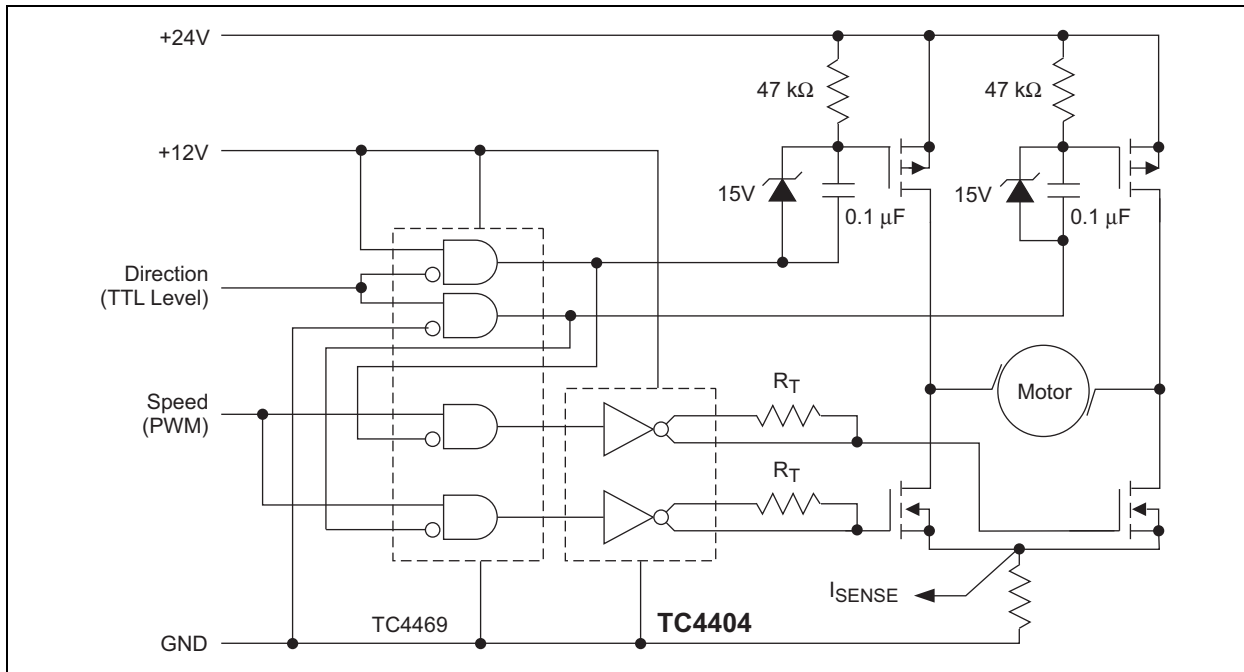 +24V
47 kΩ
47 kΩ
+12V
15V
0.1 μF
15V
0.1 μF
Direction
(TTL Level)
Speed
(PWM)
R_T
Motor
R_T
I_SENSE
TC4469
TC4404
GND